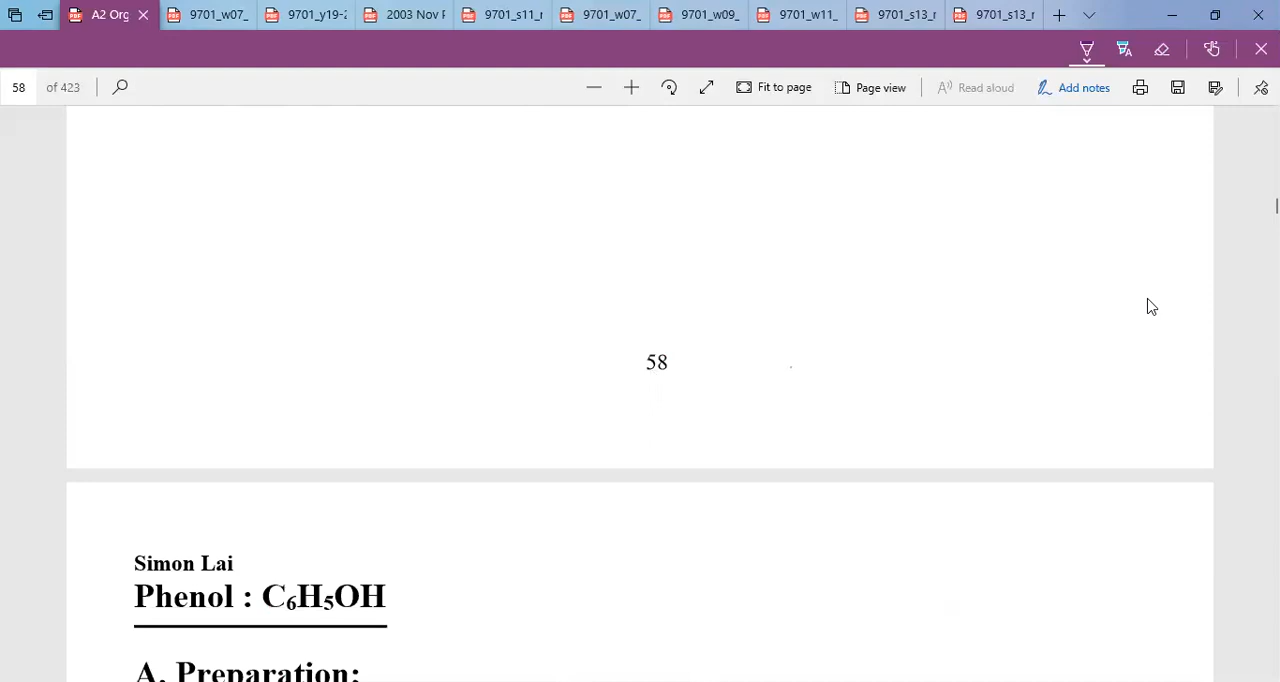 A2 Org
9701_w07_
9701_y19-2
2003 Nov P
9701_s11_r
9701_w07_
9701_w09_
9701_w11_
9701_s13_r
9701_s13_r
58 of 423
Fit to page
Page view
Read aloud
Add notes
58
Simon Lai
Phenol : C₆H₅OH
A. Preparation: